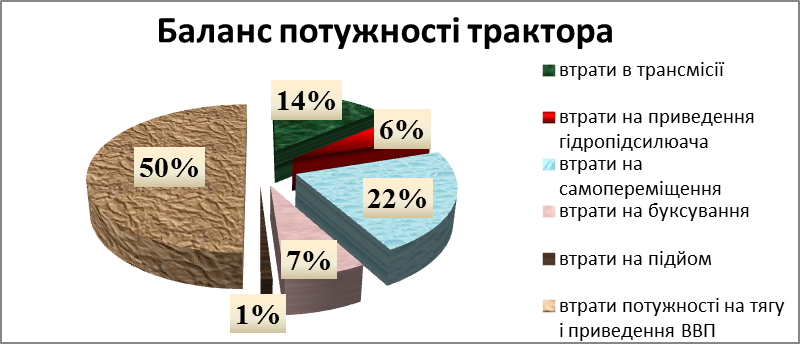 Баланс потужності трактора
14%
6%
50%
22%
7%
1%
втрати в трансмісії
втрати на приведення
гідропідсилюача
втрати на
самопереміщення
втрати на буксування
втрати на підйом
втрати потужності на тягу
і приведення ВВП